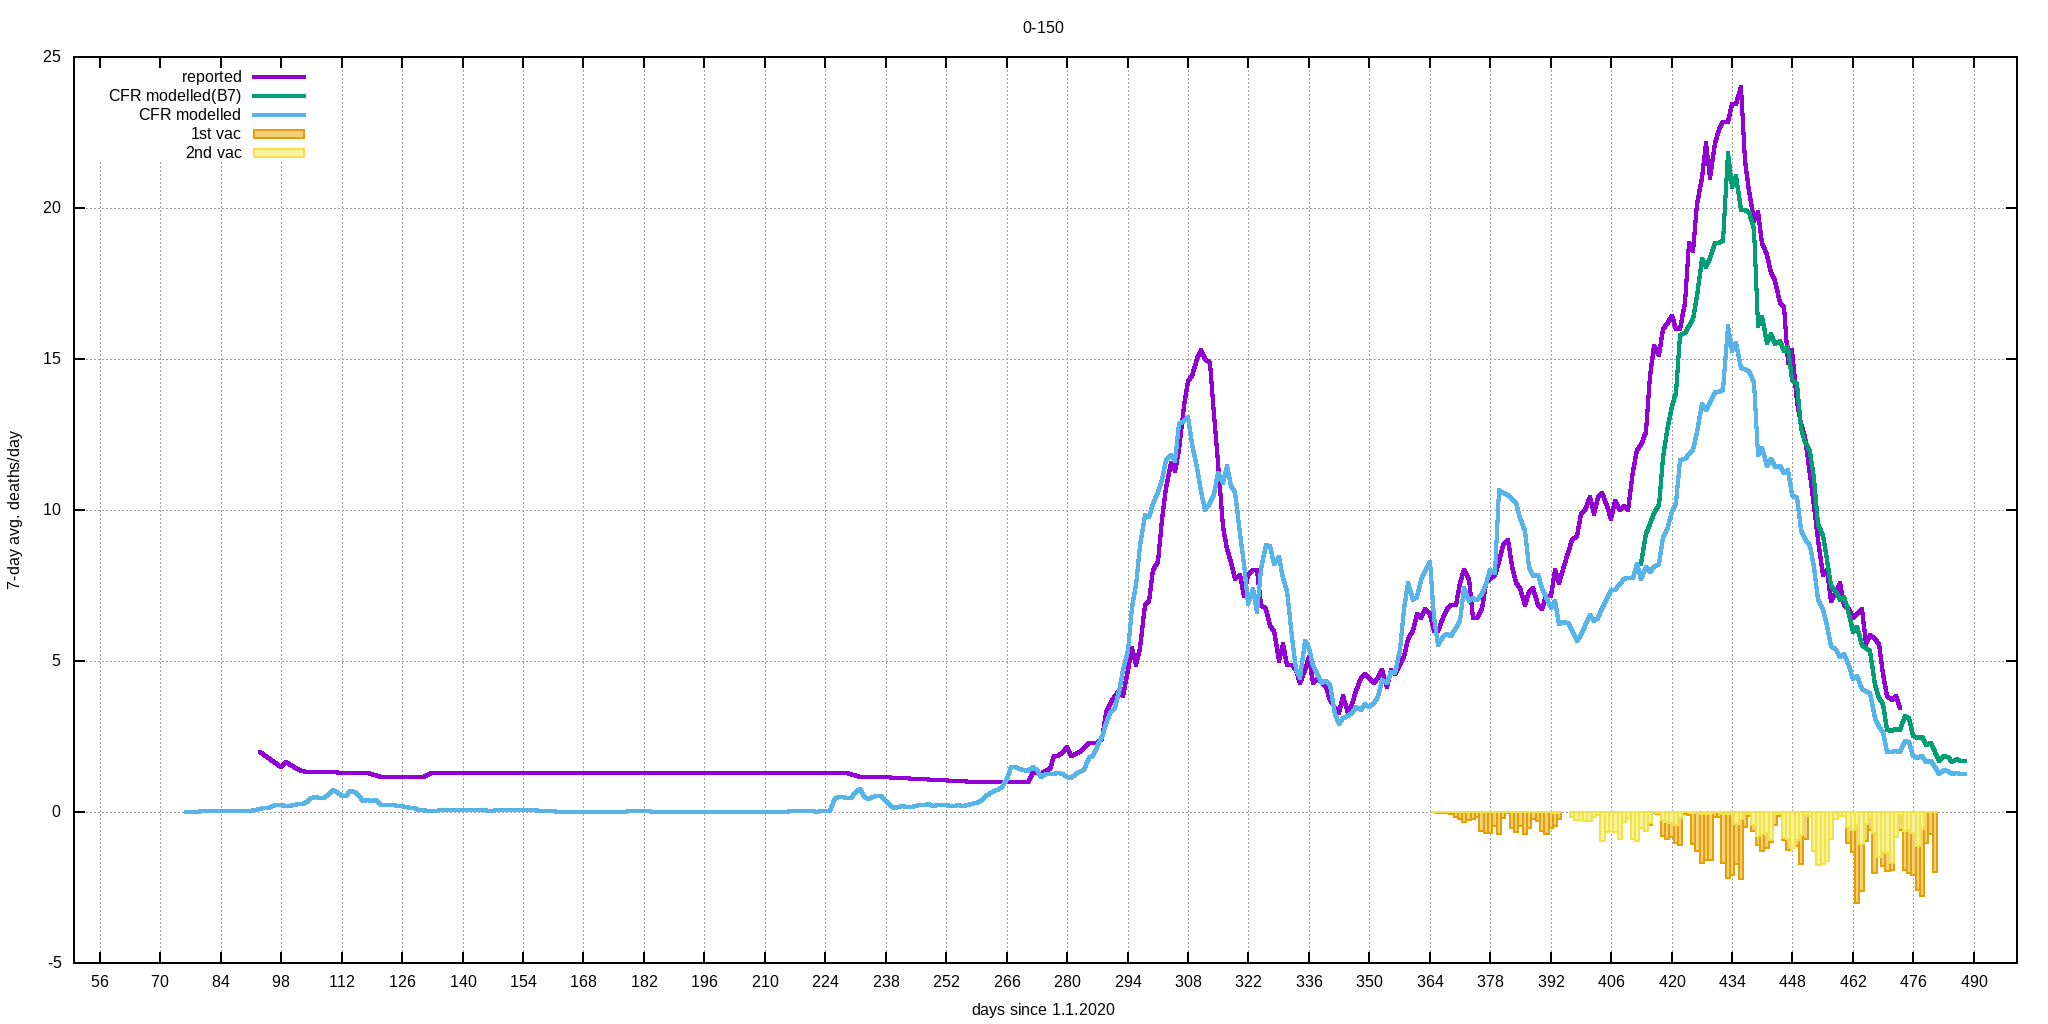 0-150
25
20
15
10
5
0
-5
7-day avg. deaths/day
reported
CFR modelled(B7)
CFR modelled
1st vac
2nd vac
56 70 84 98 112 126 140 154 168 182 196 210 224 238 252 266 280 294 308 322 336 350 364 378 392 406 420 434 448 462 476 490
days since 1.1.2020